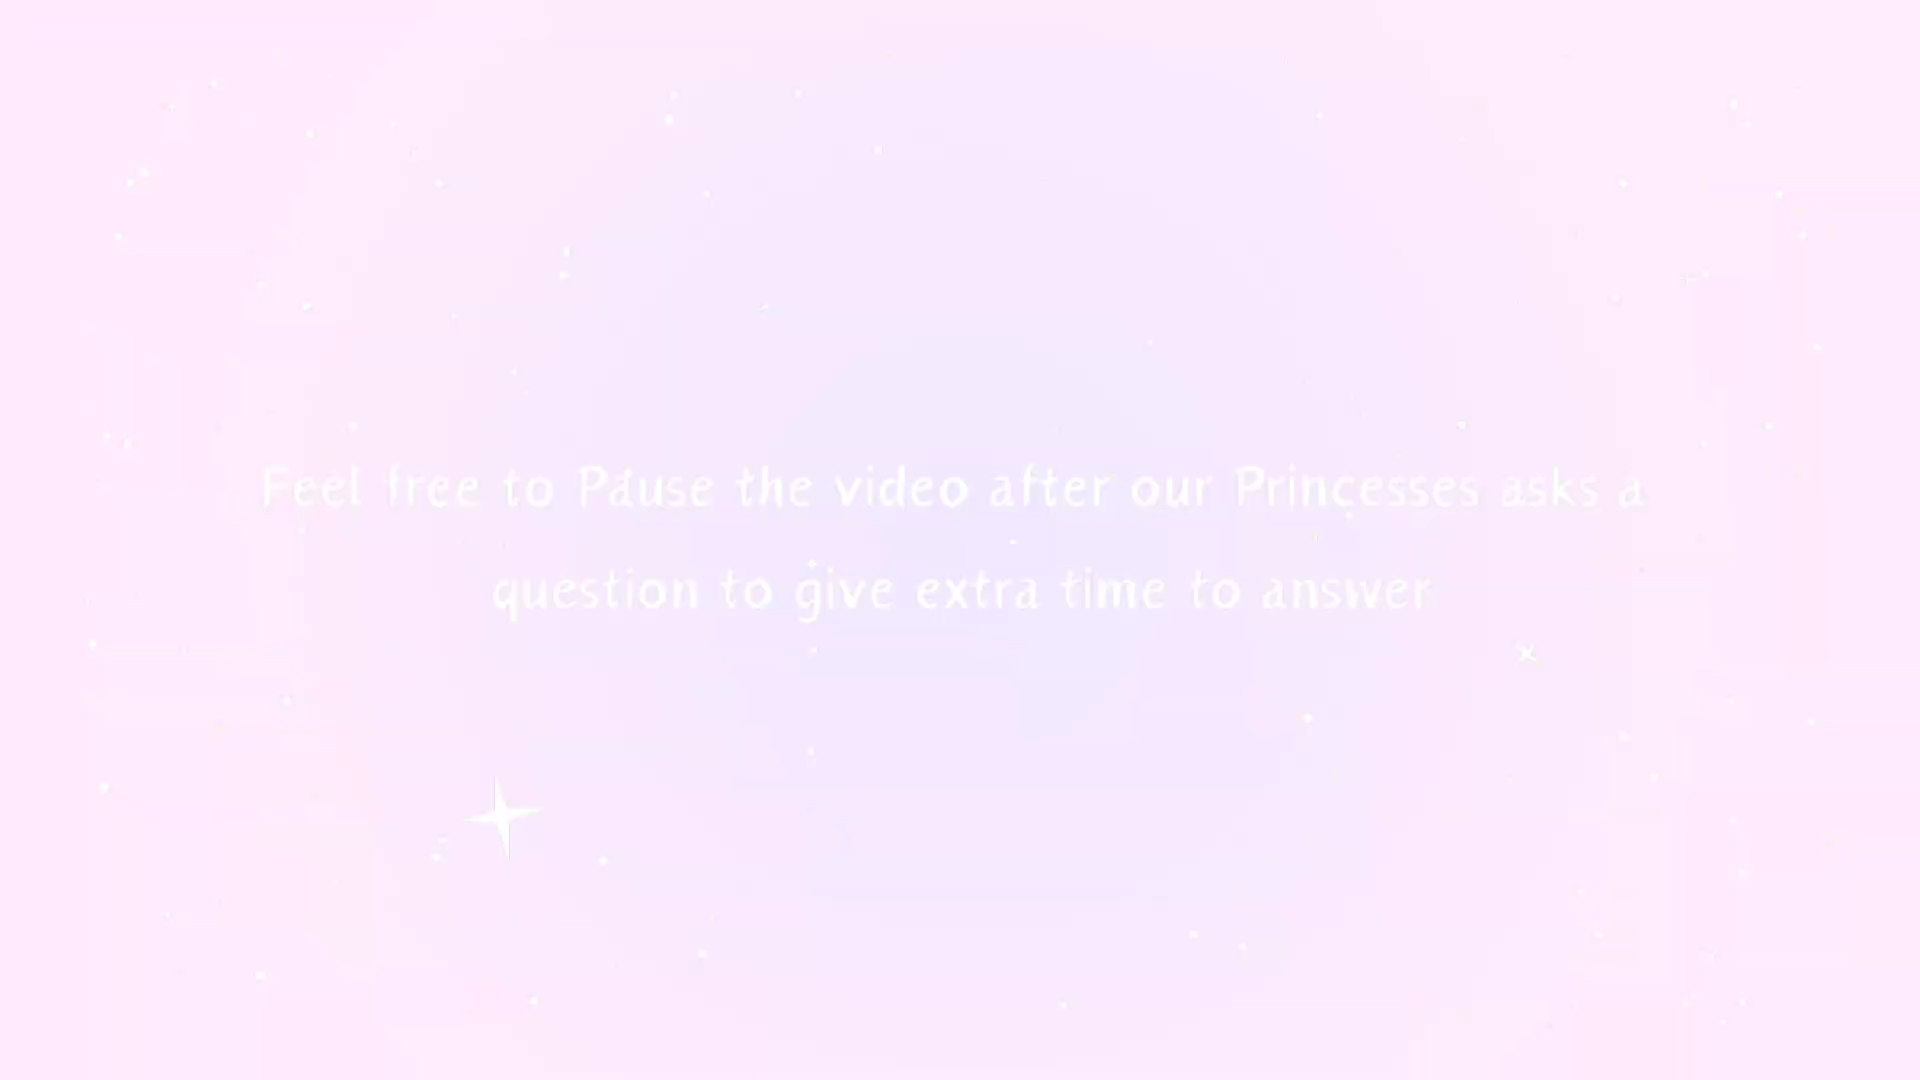 Feel free to Pause the video after our Princesses asks a
question to give extra time to answer